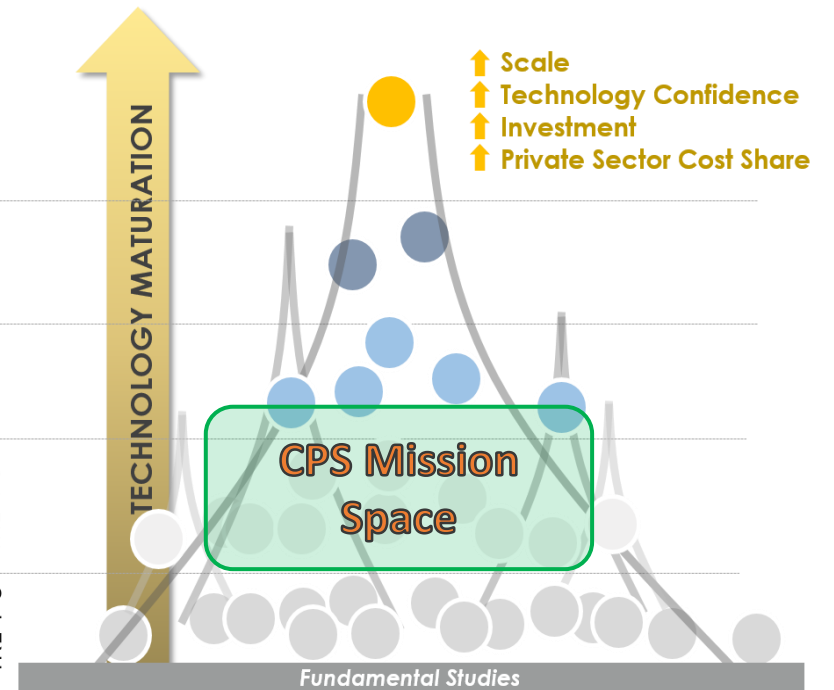 Scale
Technology Confidence
Investment
Private Sector Cost Share
TECHNOLOGY MATURATION
CPS Mission
Space
Fundamental Studies